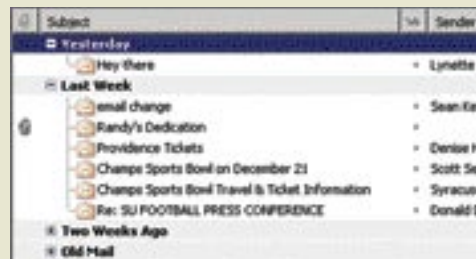 Subject Sender
Yesterday
Hey there Lynette
Last Week
email change Sean Ke
Randy's Dedication
Providence Tickets Denise
Champs Sports Bowl on December 21 Scott Se
Champs Sports Bowl Travel & Ticket Information Syracus
Re: SU FOOTBALL PRESS CONFERENCE Donald
Two Weeks Ago
Old Mail